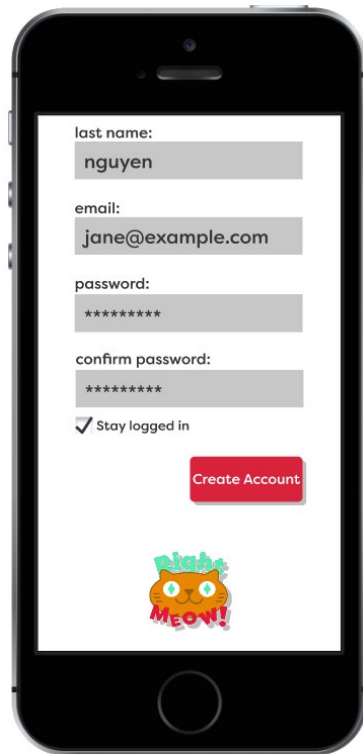 last name:
nguyen
email:
jane@example.com
password:
*********
confirm password:
*********
Stay logged in
Create Account
Right
MEOW!